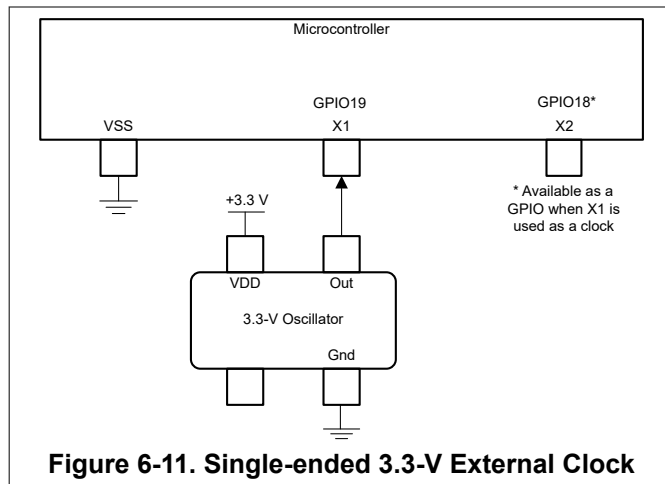 Microcontroller
GPIO19
GPIO18*
VSS
X1
X2
* Available as a
GPIO when X1 is
used as a clock
+3.3 V
VDD
Out
3.3-V Oscillator
Gnd
Figure 6-11. Single-ended 3.3-V External Clock